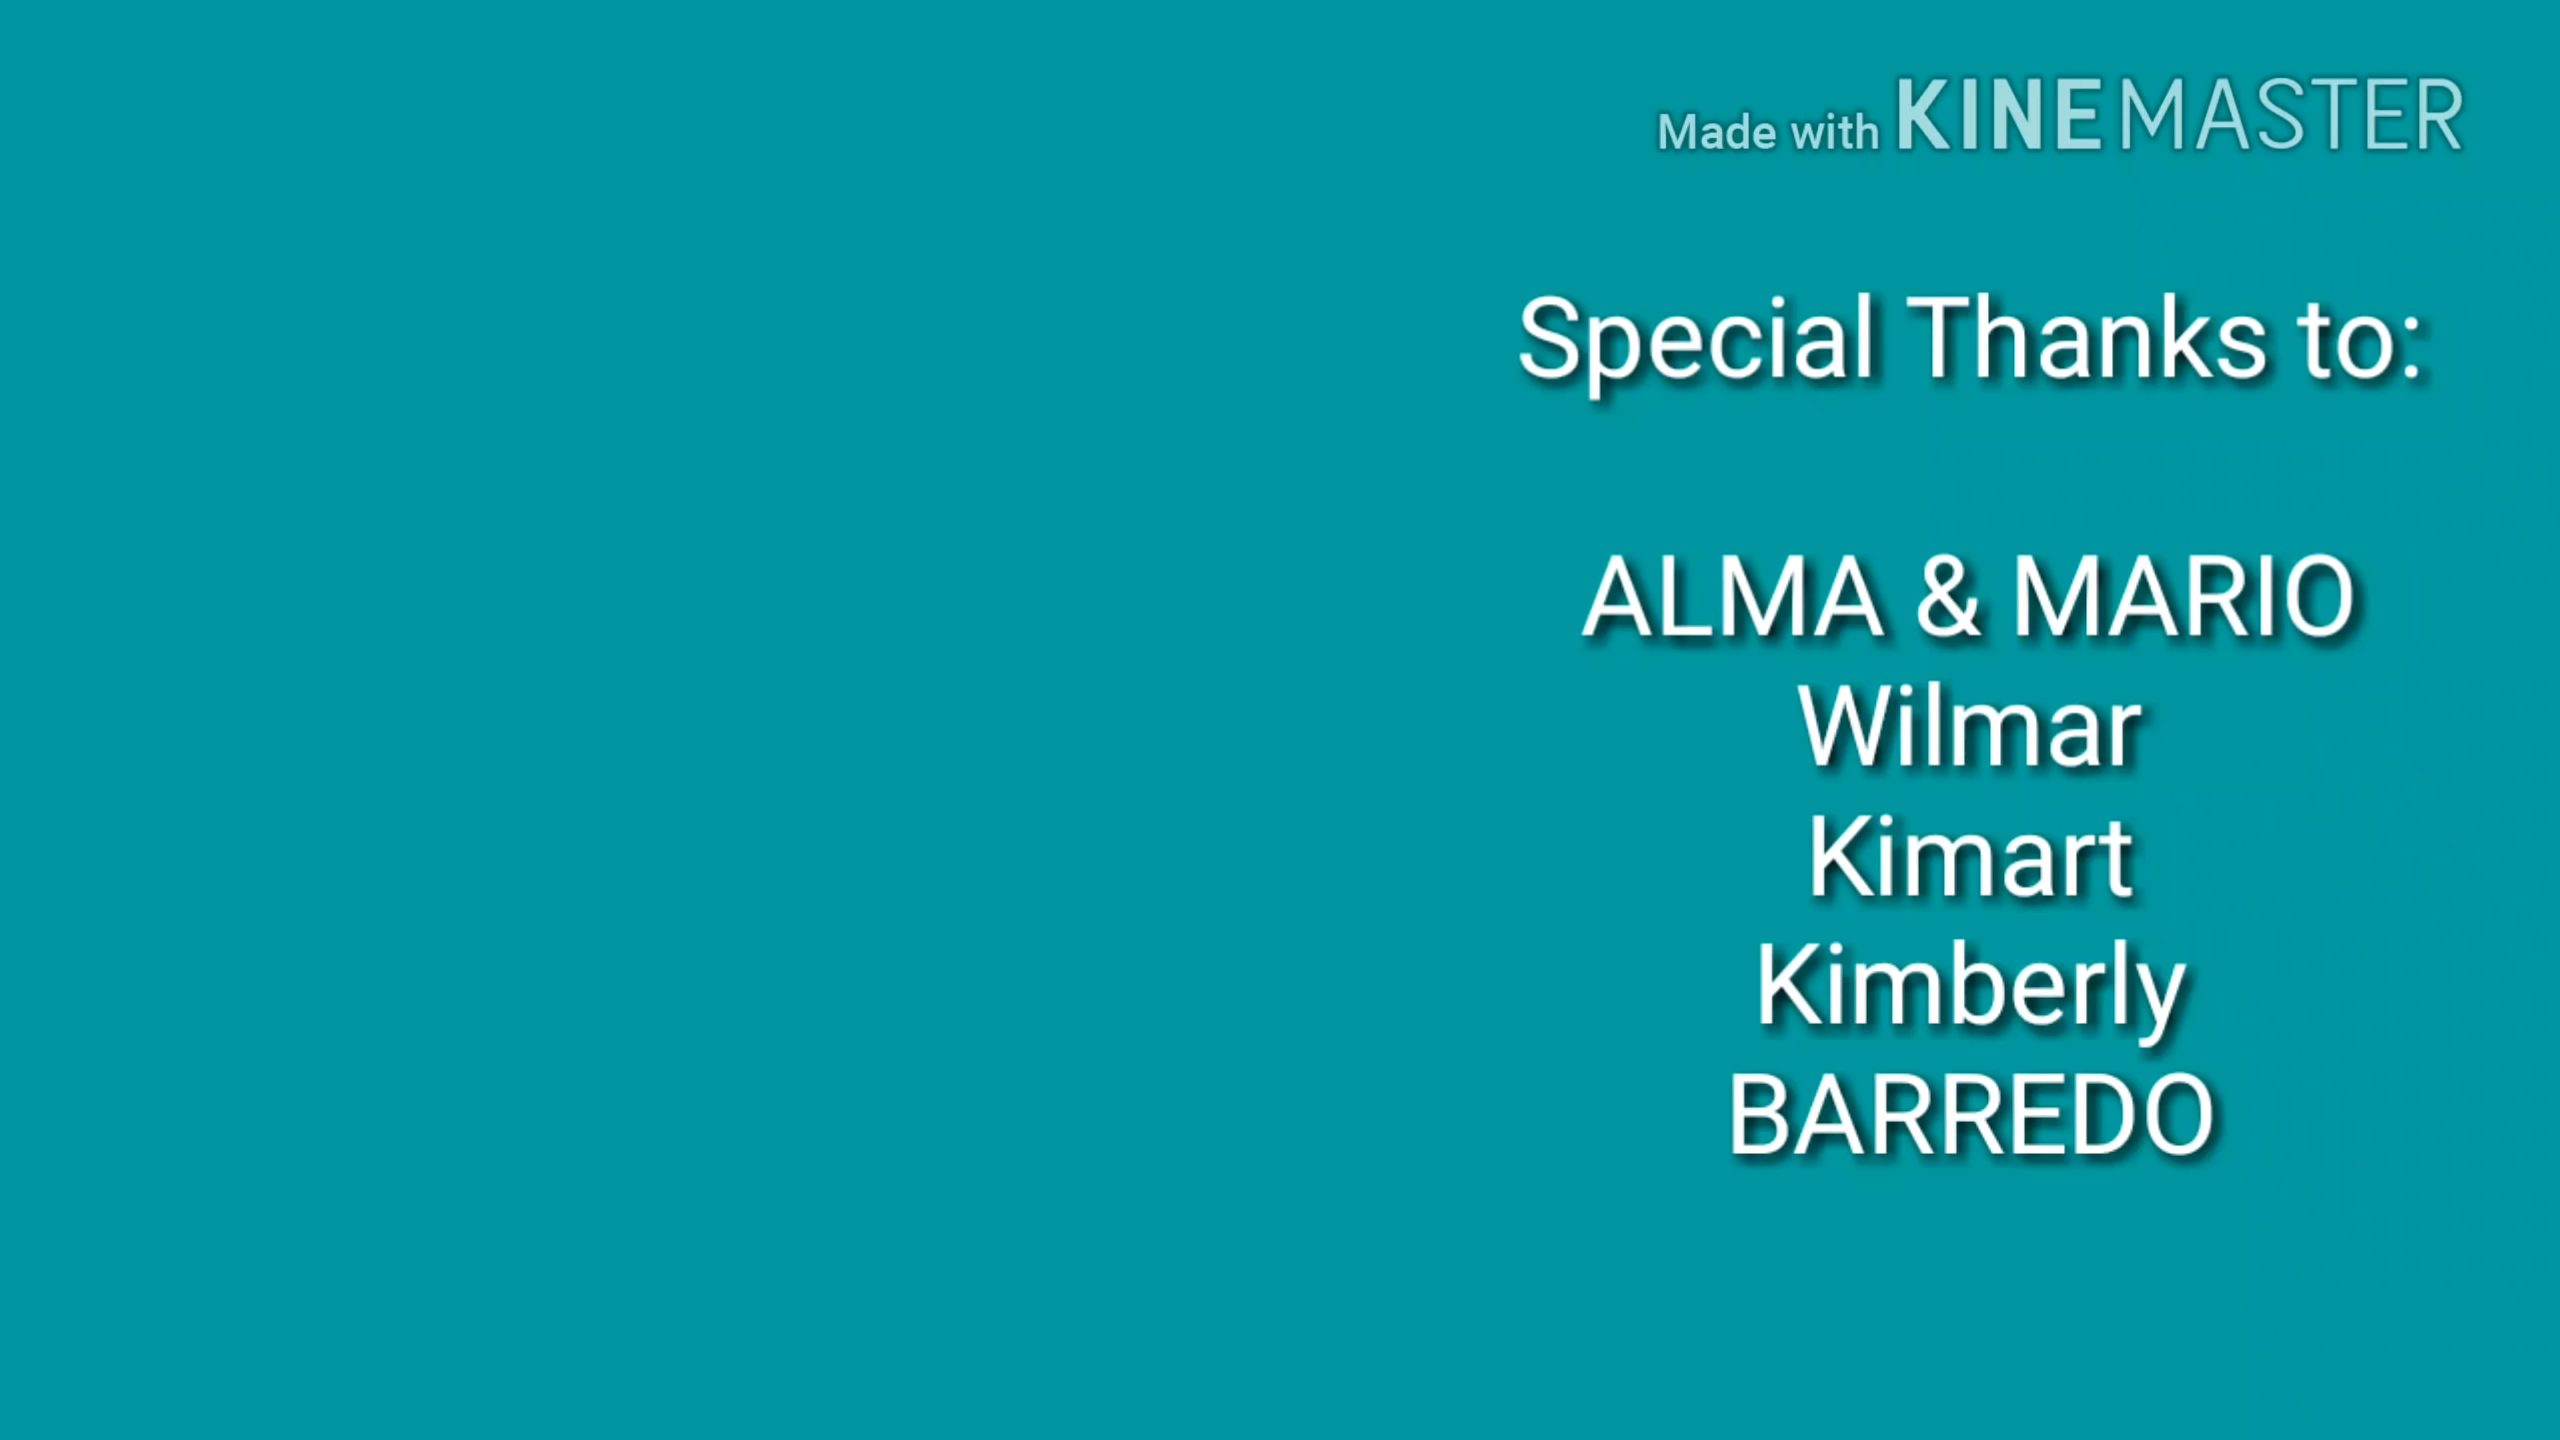 Made with KINEMASTER
Special Thanks to:
ALMA & MARIO
Wilmar
Kimart
Kimberly
BARREDO